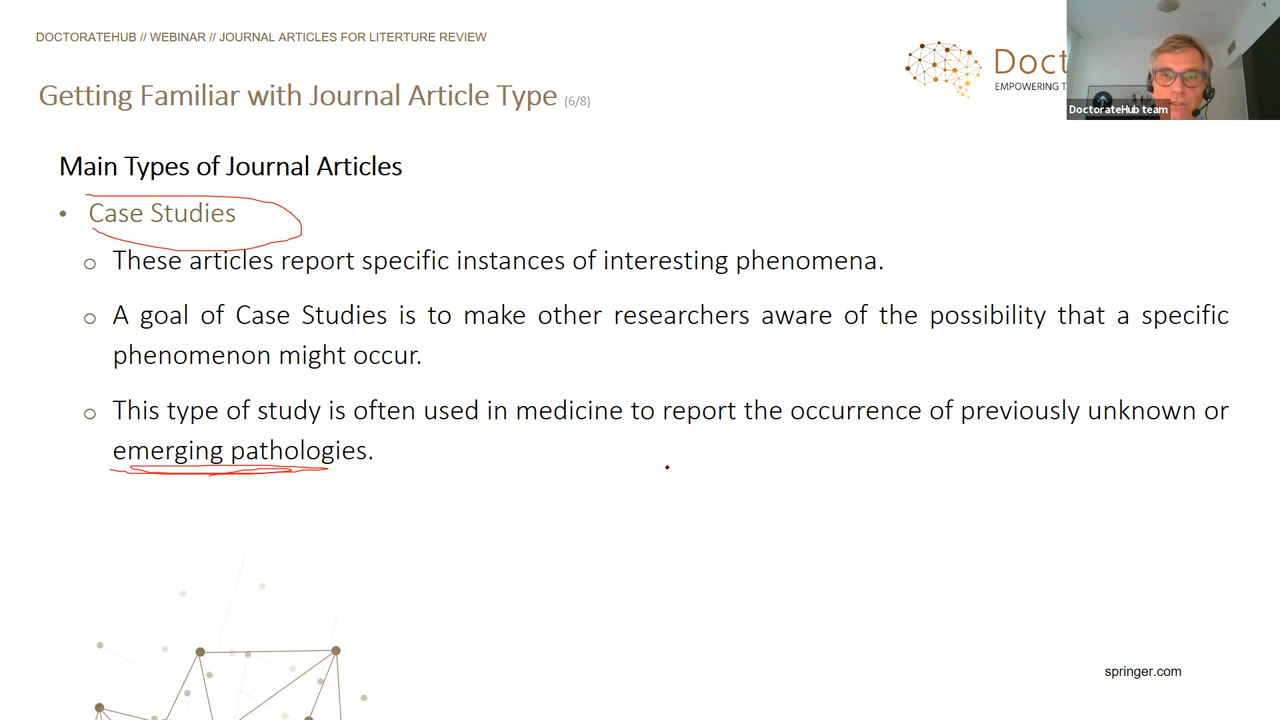 DOCTORATEHUB // WEBINAR // JOURNAL ARTICLES FOR LITERTURE REVIEW
Doct
EMPOWERING T
DoctorateHub team
Getting Familiar with Journal Article Type (6/8)
Main Types of Journal Articles
• Case Studies
o These articles report specific instances of interesting phenomena.
o A goal of Case Studies is to make other researchers aware of the possibility that a specific
phenomenon might occur.
o This type of study is often used in medicine to report the occurrence of previously unknown or
emerging pathologies.
springer.com